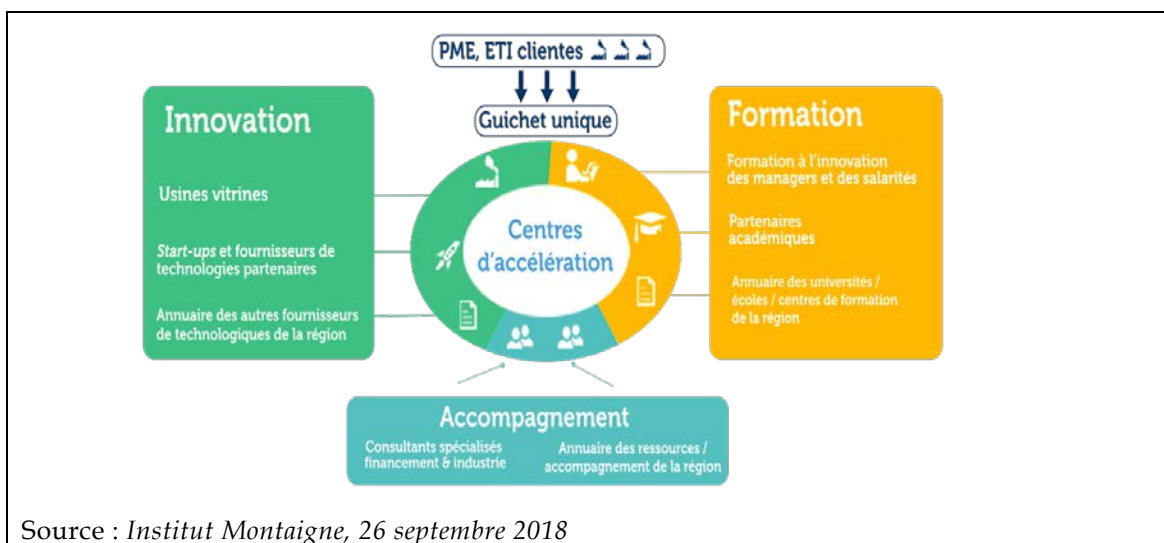 PME, ETI clientes
Guichet unique
Innovation
Usines vitrines
Start-ups et fournisseurs de
technologies partenaires
Annuaire des autres fournisseurs
de technologiques de la région
Centres
d'accélération
Formation
Formation à l'innovation
des managers et des salarités
Partenaires
académiques
Annuaire des universités /
écoles / centres de formation
de la région
Accompagnement
Consultants spécialisés
financement & industrie
Annuaire des ressources /
accompagnement de la région
Source : Institut Montaigne, 26 septembre 2018